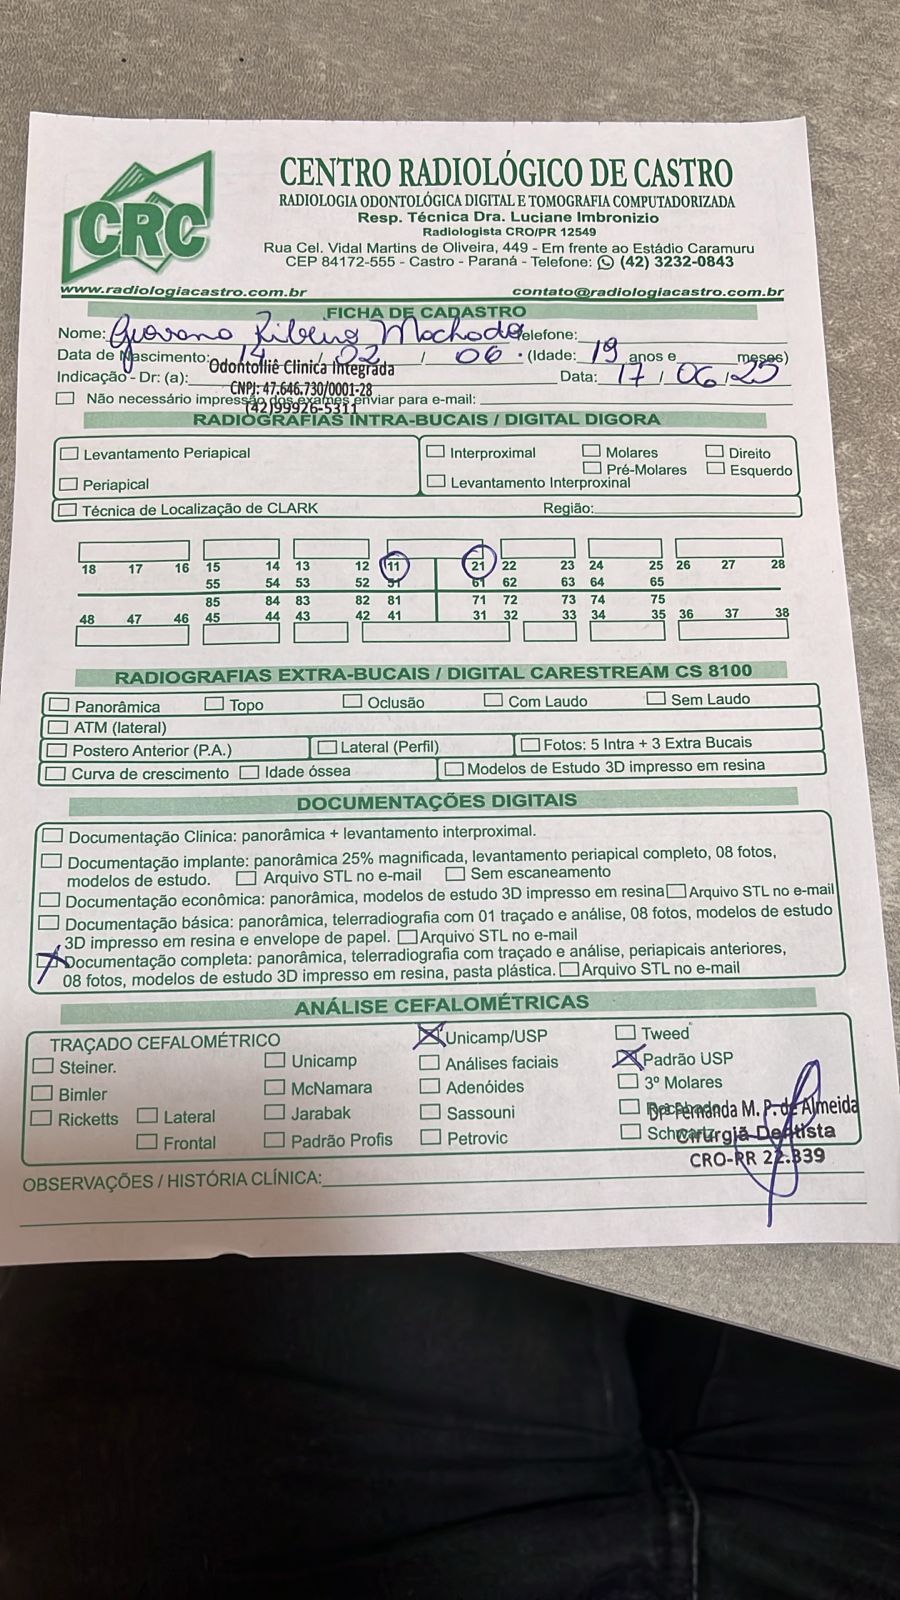 CRC
CENTRO RADIOLÓGICO DE CASTRO
RADIOLOGIA ODONTOLÓGICA DIGITAL E TOMOGRAFIA COMPUTADORIZADA
Resp. Técnica Dra. Luciane Imbronizio
Radiologista CRO/PR 12549
Rua Cel. Vidal Martins de Oliveira, 449 - Em frente ao Estádio Caramuru
CEP 84172-555 - Castro - Paraná - Telefone: (42) 3232-0843
www.radiologiacastro.com.br contato@radiologiacastro.com.br
FICHA DE CADASTRO
Nome: Giovano Ribeiro Machado Telefone:
Data de Nascimento: 14 / 02 / 06 (Idade: 19 anos e meses)
Indicação - Dr: (a): Odontolliê Clinica Integrada Data: 17 / 06 / 25
CNPJ: 47.646.730/0001-28
Não necessário impressão dos exames enviar para e-mail:
(42)99926-5311
RADIOGRAFIAS INTRA-BUCAIS / DIGITAL DIGORA
Levantamento Periapical Interproximal Molares Direito
Pré-Molares Esquerdo
Periapical Levantamento Interproxinal
Técnica de Localização de CLARK Região:
18 17 16 15 14 13 12 11 21 22 23 24 25 26 27 28
55 54 53 52 51 61 62 63 64 65
85 84 83 82 81 71 72 73 74 75
48 47 46 45 44 43 42 41 31 32 33 34 35 36 37 38
RADIOGRAFIAS EXTRA-BUCAIS / DIGITAL CARESTREAM CS 8100
Panorâmica Topo Oclusão Com Laudo Sem Laudo
ATM (lateral)
Postero Anterior (P.A.) Lateral (Perfil) Fotos: 5 Intra + 3 Extra Bucais
Curva de crescimento Idade óssea Modelos de Estudo 3D impresso em resina
DOCUMENTAÇÕES DIGITAIS
Documentação Clinica: panorâmica + levantamento interproximal.
Documentação implante: panorâmica 25% magnificada, levantamento periapical completo, 08 fotos,
modelos de estudo. Arquivo STL no e-mail Sem escaneamento
Documentação econômica: panorâmica, modelos de estudo 3D impresso em resina Arquivo STL no e-mail
Documentação básica: panorâmica, telerradiografia com 01 traçado e análise, 08 fotos, modelos de estudo
3D impresso em resina e envelope de papel. Arquivo STL no e-mail
X Documentação completa: panorâmica, telerradiografia com traçado e análise, periapicais anteriores,
08 fotos, modelos de estudo 3D impresso em resina, pasta plástica. Arquivo STL no e-mail
ANÁLISE CEFALOMÉTRICAS
TRAÇADO CEFALOMÉTRICO X Unicamp/USP Tweed
Steiner. Unicamp Análises faciais X Padrão USP
Bimler McNamara Adenóides 3º Molares
Ricketts Lateral Jarabak Sassouni
Drª Fernanda M. P. de Almeida
Frontal Padrão Profis Petrovic Schwartz
Cirurgiã-Dentista
CRO-PR 22.339
OBSERVAÇÕES / HISTÓRIA CLÍNICA: